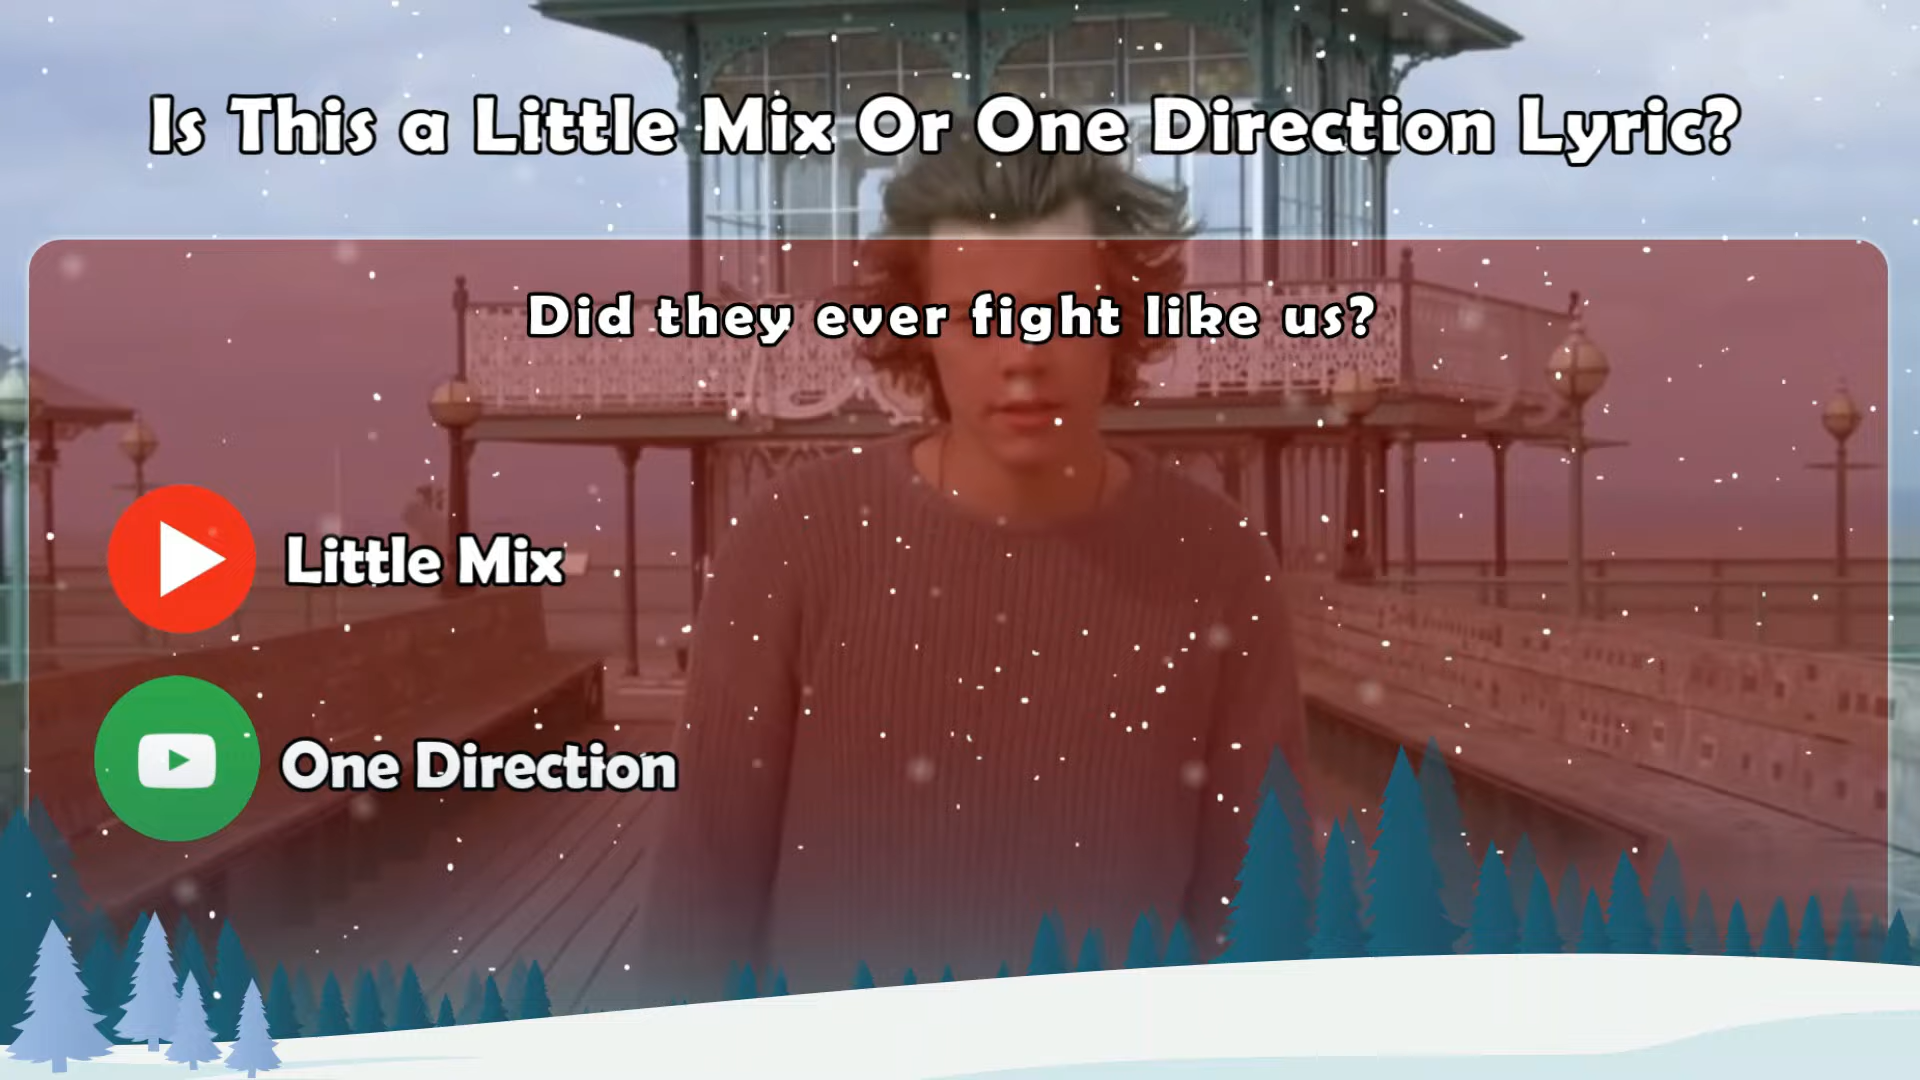 Is This a Little Mix Or One Direction Lyric?
Did they ever fight like us?
Little Mix
One Direction